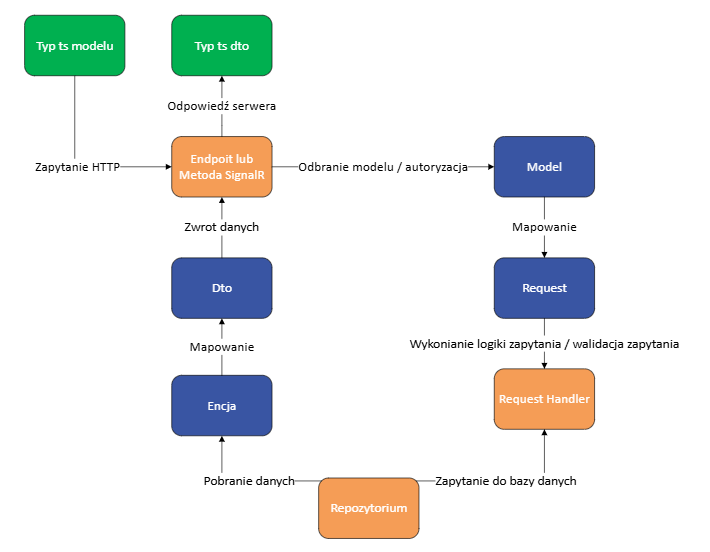 Typ ts modelu
Typ ts dto
Odpowiedź serwera
Zapytanie HTTP
Endpoit lub
Metoda SignalR
Odbranie modelu / autoryzacja
Model
Zwrot danych
Mapowanie
Dto
Request
Mapowanie
Wykonianie logiki zapytania / walidacja zapytania
Encja
Request Handler
Pobranie danych
Zapytanie do bazy danych
Repozytorium